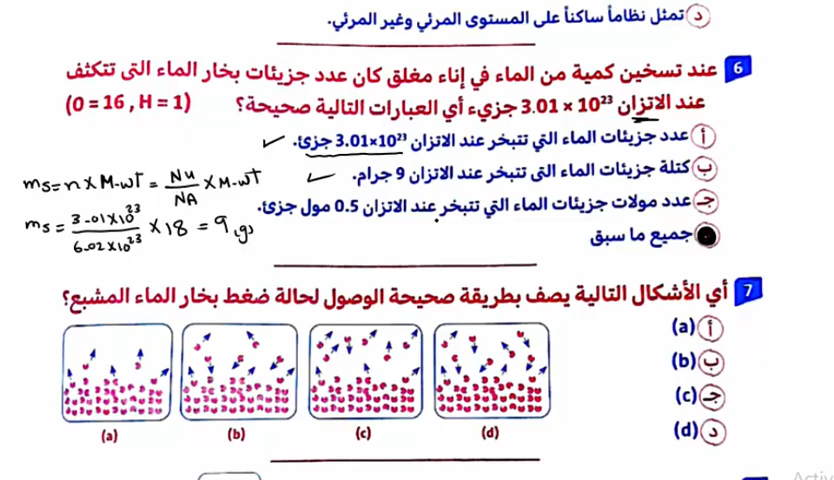 د تمثل نظاماً ساكناً على المستوى المرئي وغير المرئي.
6 عند تسخين كمية من الماء في إناء مغلق كان عدد جزيئات بخار الماء التى تتكثف
عند الاتزان 3.01 × 10²³ جزيء أي العبارات التالية صحيحة؟ (O = 16 , H = 1)
أ عدد جزيئات الماء التي تتبخر عند الاتزان 3.01×10²³ جزئ.
ب كتلة جزيئات الماء التى تتبخر عند الاتزان 9 جرام.
جـ عدد مولات جزيئات الماء التي تتبخر عند الاتزان 0.5 مول جزئ.
جميع ما سبق
ms = n × M.wt = Nu / NA × M.wt
ms = 3.01×10²³ / 6.02×10²³ × 18 = 9 gs
7 أي الأشكال التالية يصف بطريقة صحيحة الوصول لحالة ضغط بخار الماء المشبع؟
أ (a)
ب (b)
جـ (c)
د (d)
(a) (b) (c) (d)